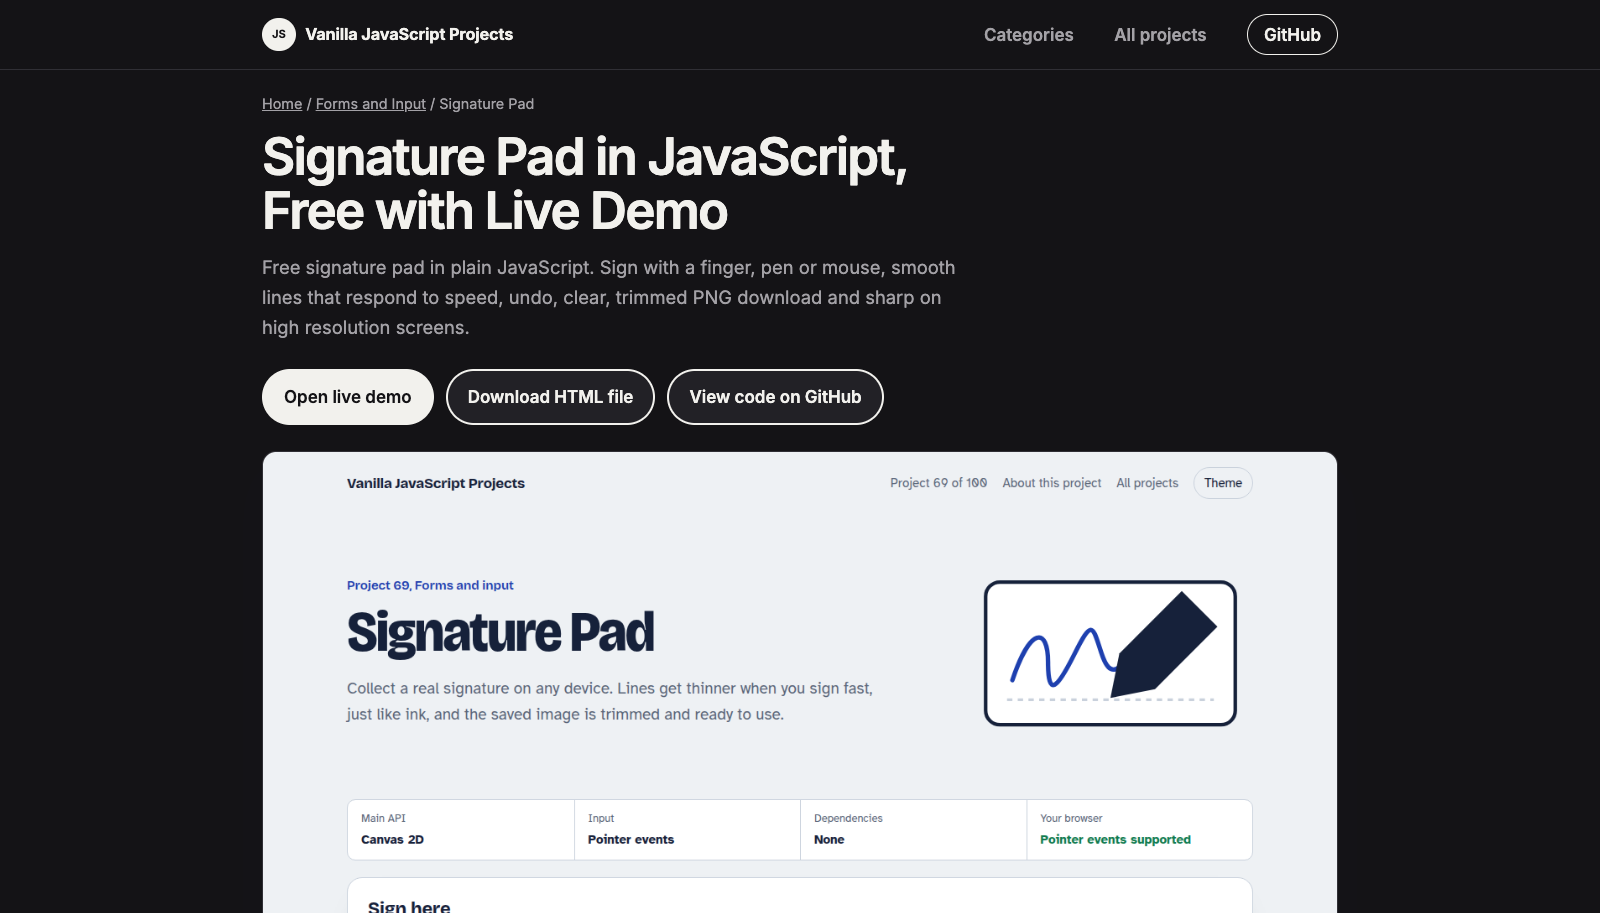 JS
Vanilla JavaScript Projects
Categories
All projects
GitHub
Home / Forms and Input / Signature Pad
Signature Pad in JavaScript,
Free with Live Demo
Free signature pad in plain JavaScript. Sign with a finger, pen or mouse, smooth
lines that respond to speed, undo, clear, trimmed PNG download and sharp on
high resolution screens.
Open live demo
Download HTML file
View code on GitHub
Vanilla JavaScript Projects
Project 69 of 100
About this project
All projects
Theme
Project 69, Forms and input
Signature Pad
Collect a real signature on any device. Lines get thinner when you sign fast,
just like ink, and the saved image is trimmed and ready to use.
Main API
Canvas 2D
Input
Pointer events
Dependencies
None
Your browser
Pointer events supported
Sign here